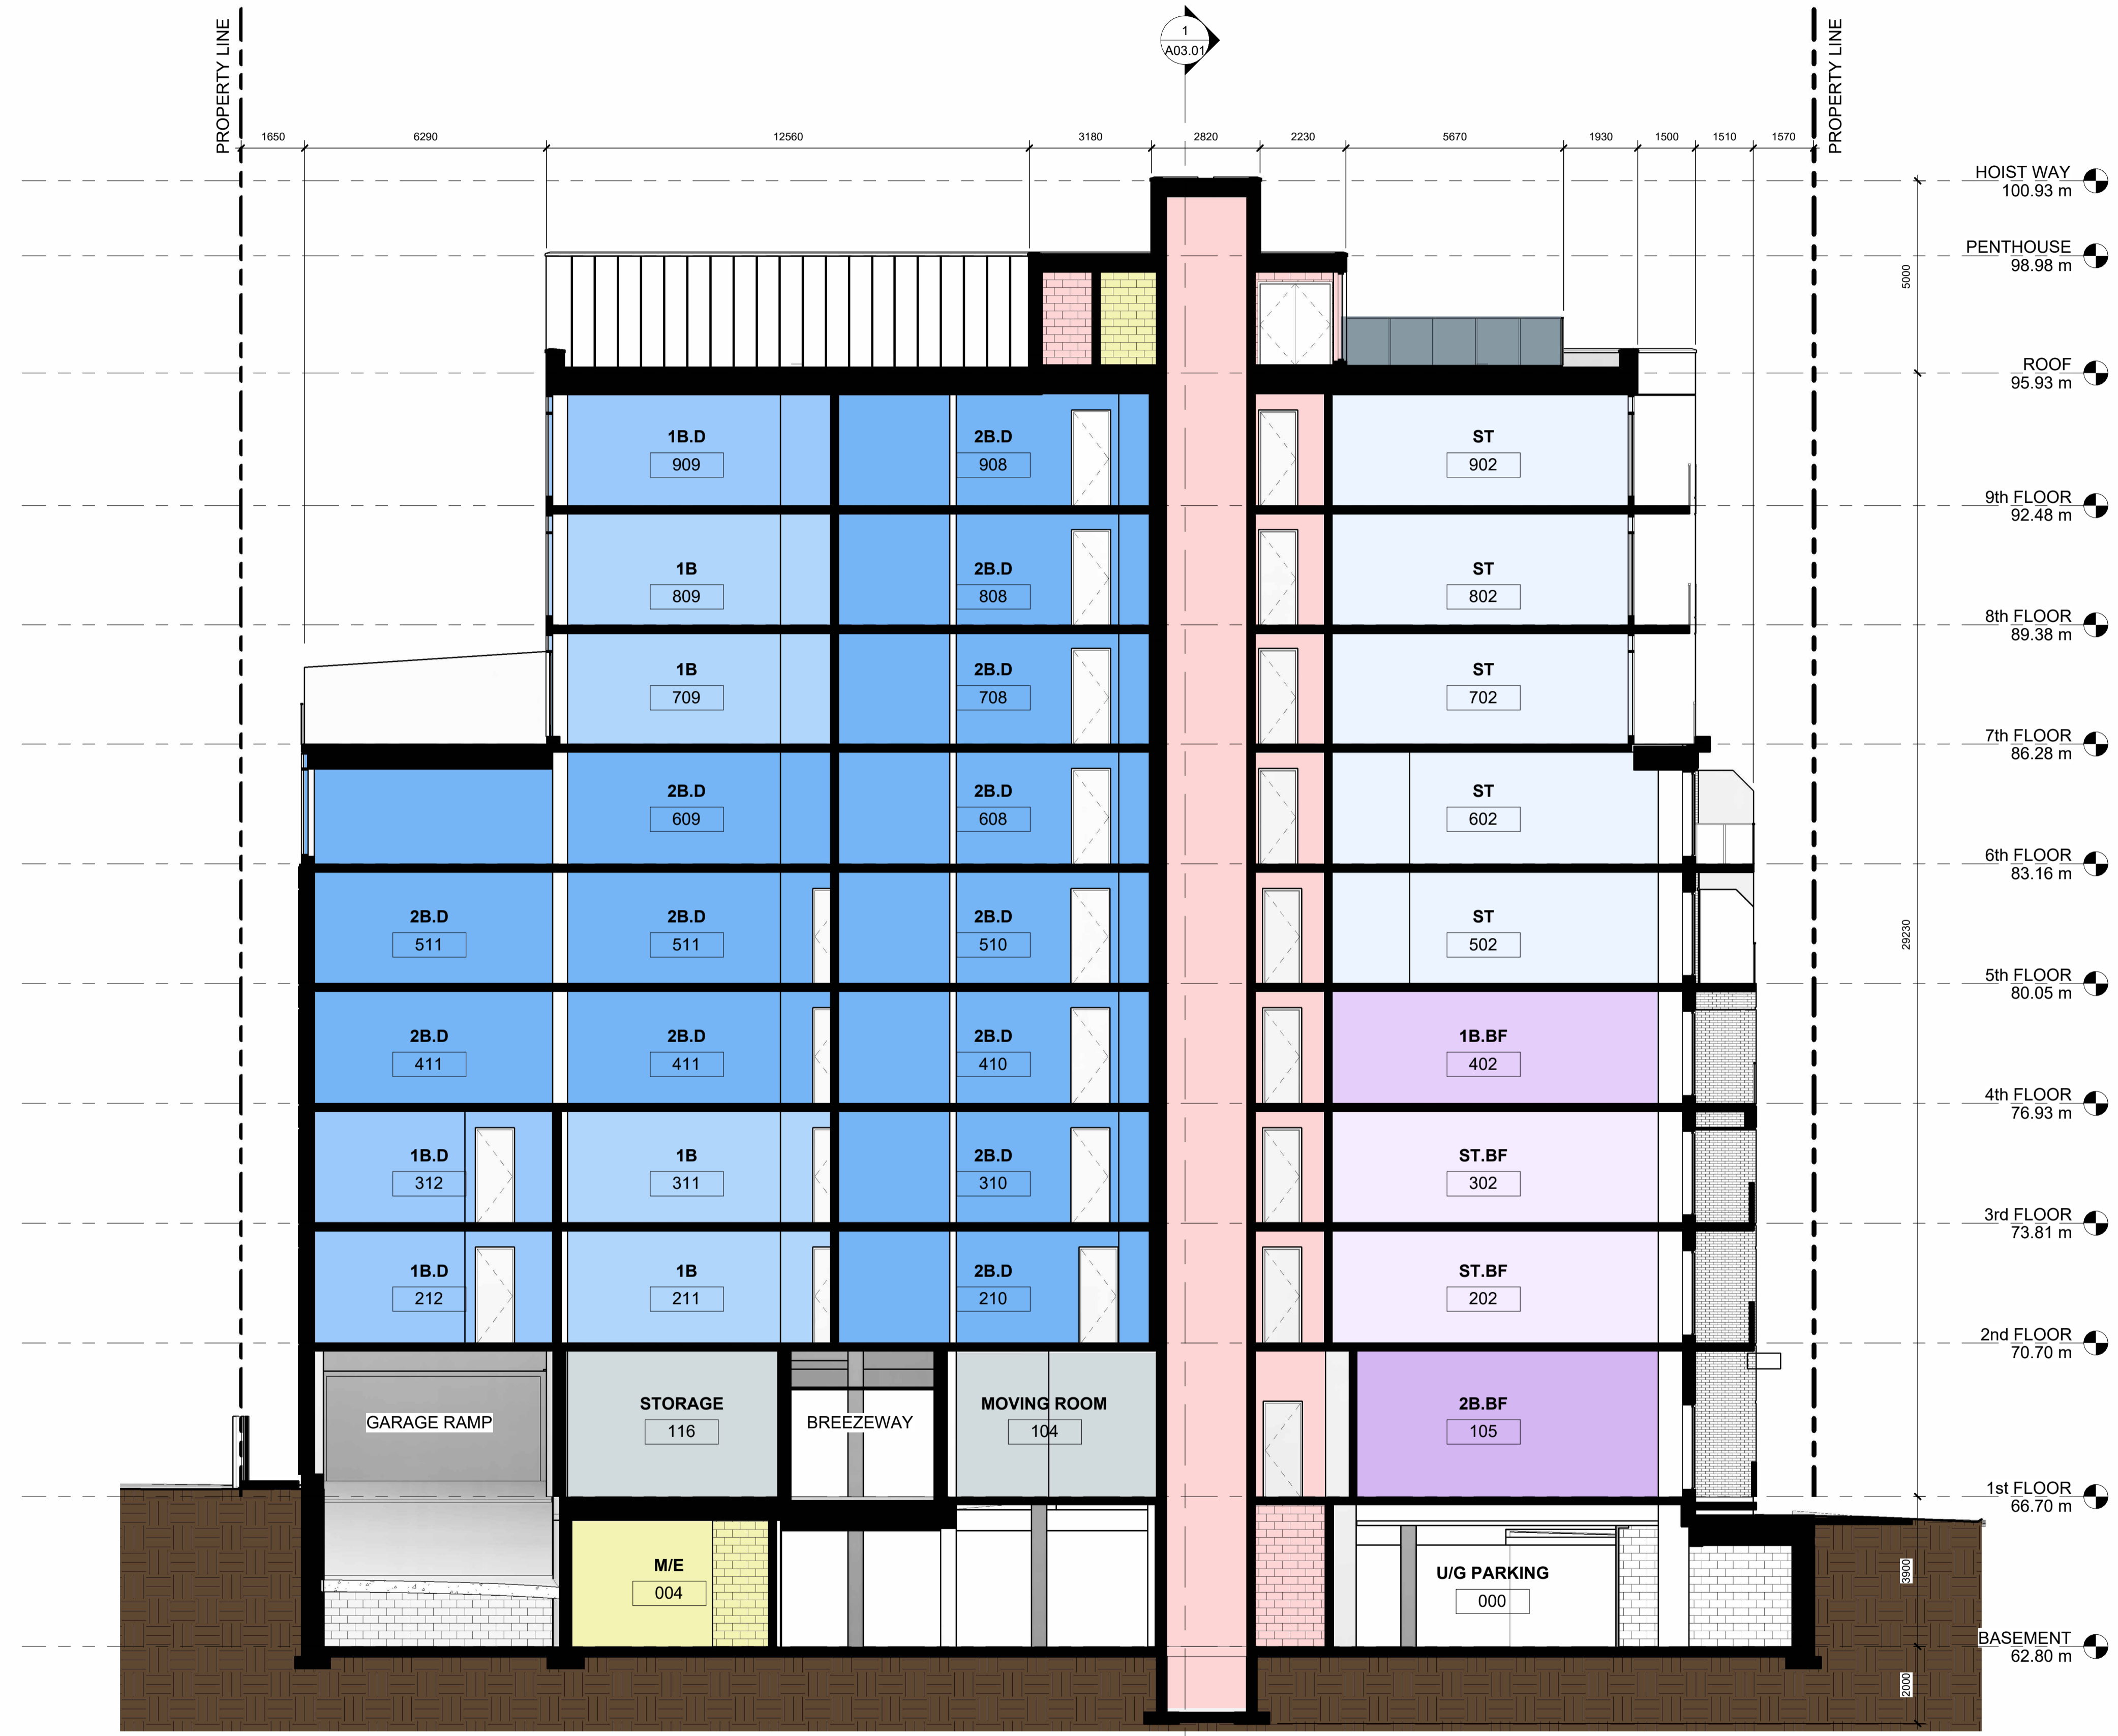 PROPERTY LINE
1
A03.01
PROPERTY LINE
1650
6290
12560
3180
2820
2230
5670
1930
1500
1510
1570
HOIST WAY
100.93 m
PENTHOUSE
98.98 m
5000
ROOF
95.93 m
1B.D
909
2B.D
908
ST
902
9th FLOOR
92.48 m
1B
809
2B.D
808
ST
802
8th FLOOR
89.38 m
1B
709
2B.D
708
ST
702
7th FLOOR
86.28 m
2B.D
609
2B.D
608
ST
602
6th FLOOR
83.16 m
2B.D
511
2B.D
511
2B.D
510
ST
502
29230
5th FLOOR
80.05 m
2B.D
411
2B.D
411
2B.D
410
1B.BF
402
4th FLOOR
76.93 m
1B.D
312
1B
311
2B.D
310
ST.BF
302
3rd FLOOR
73.81 m
1B.D
212
1B
211
2B.D
210
ST.BF
202
2nd FLOOR
70.70 m
GARAGE RAMP
STORAGE
116
BREEZEWAY
MOVING ROOM
104
2B.BF
105
1st FLOOR
66.70 m
M/E
004
U/G PARKING
000
3900
BASEMENT
62.80 m
2000